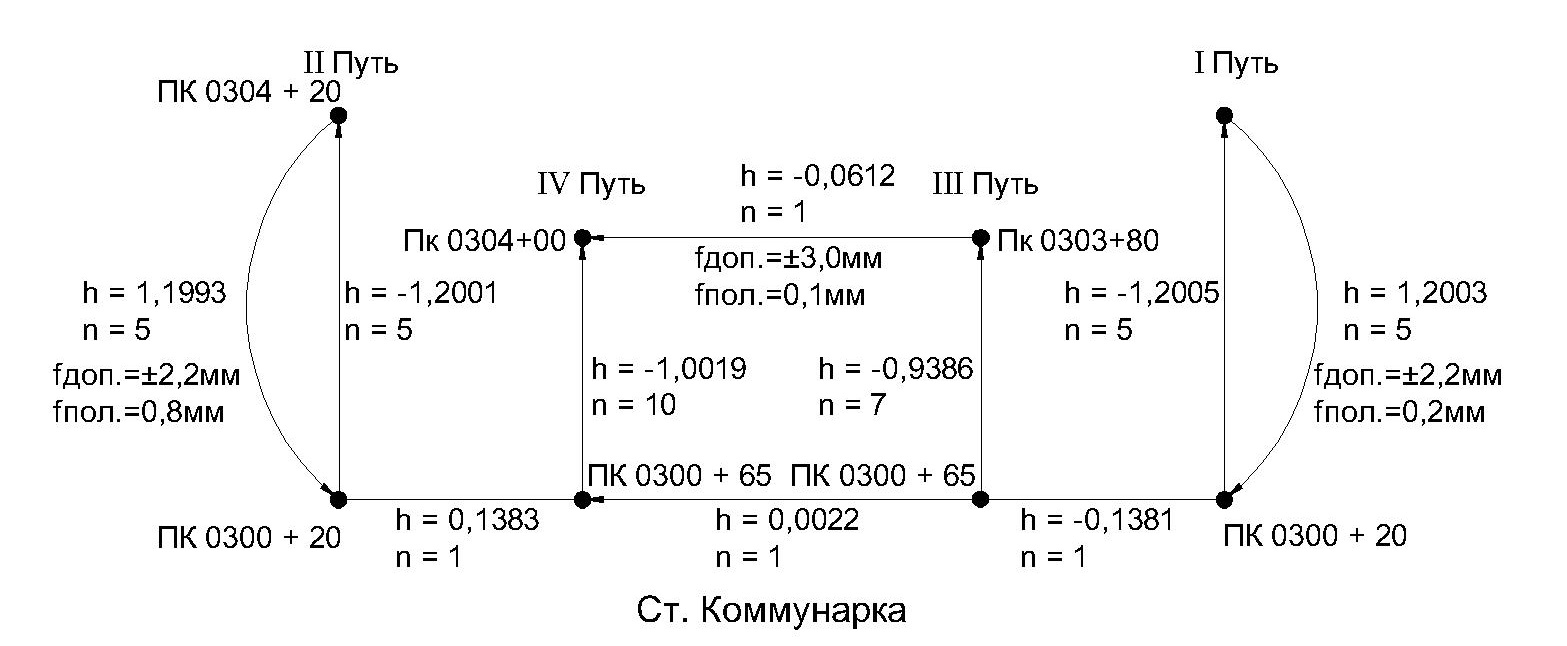 II Путь
I Путь
ПК 0304 + 20
h = -0,0612
n = 1
IV Путь
III Путь
Пк 0304+00
Пк 0303+80
fдоп.=±3,0мм
fпол.=0,1мм
h = 1,1993
n = 5
h = -1,2001
n = 5
h = -1,2005
n = 5
h = 1,2003
n = 5
fдоп.=±2,2мм
fпол.=0,8мм
h = -1,0019
n = 10
h = -0,9386
n = 7
fдоп.=±2,2мм
fпол.=0,2мм
ПК 0300 + 65
ПК 0300 + 65
ПК 0300 + 20
h = 0,1383
n = 1
h = 0,0022
n = 1
h = -0,1381
n = 1
ПК 0300 + 20
Ст. Коммунарка